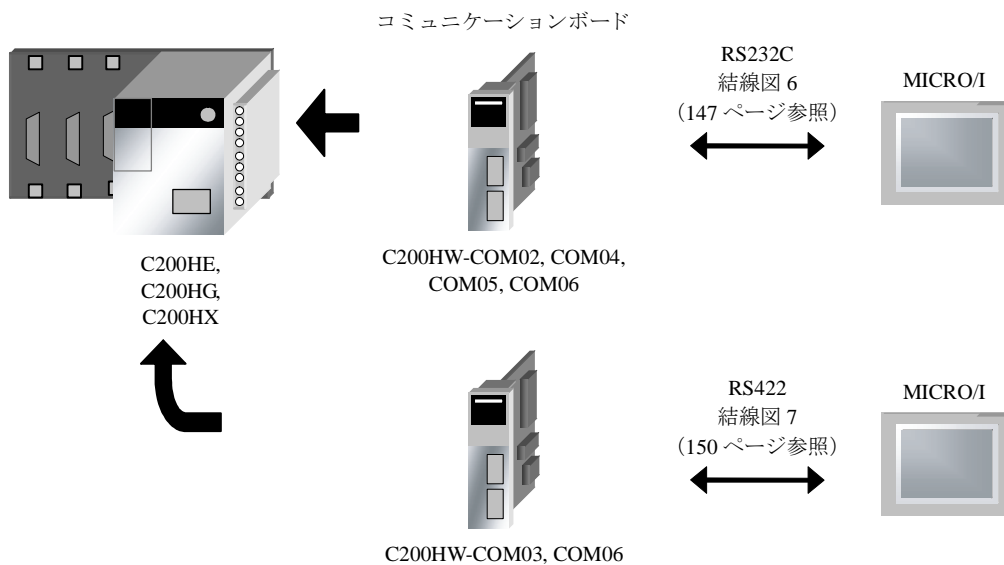 コミュニケーションボード
RS232C
結線図 6
（147 ページ参照）
MICRO/I
C200HE,
C200HG,
C200HX
C200HW-COM02, COM04,
COM05, COM06
RS422
結線図 7
（150 ページ参照）
MICRO/I
C200HW-COM03, COM06